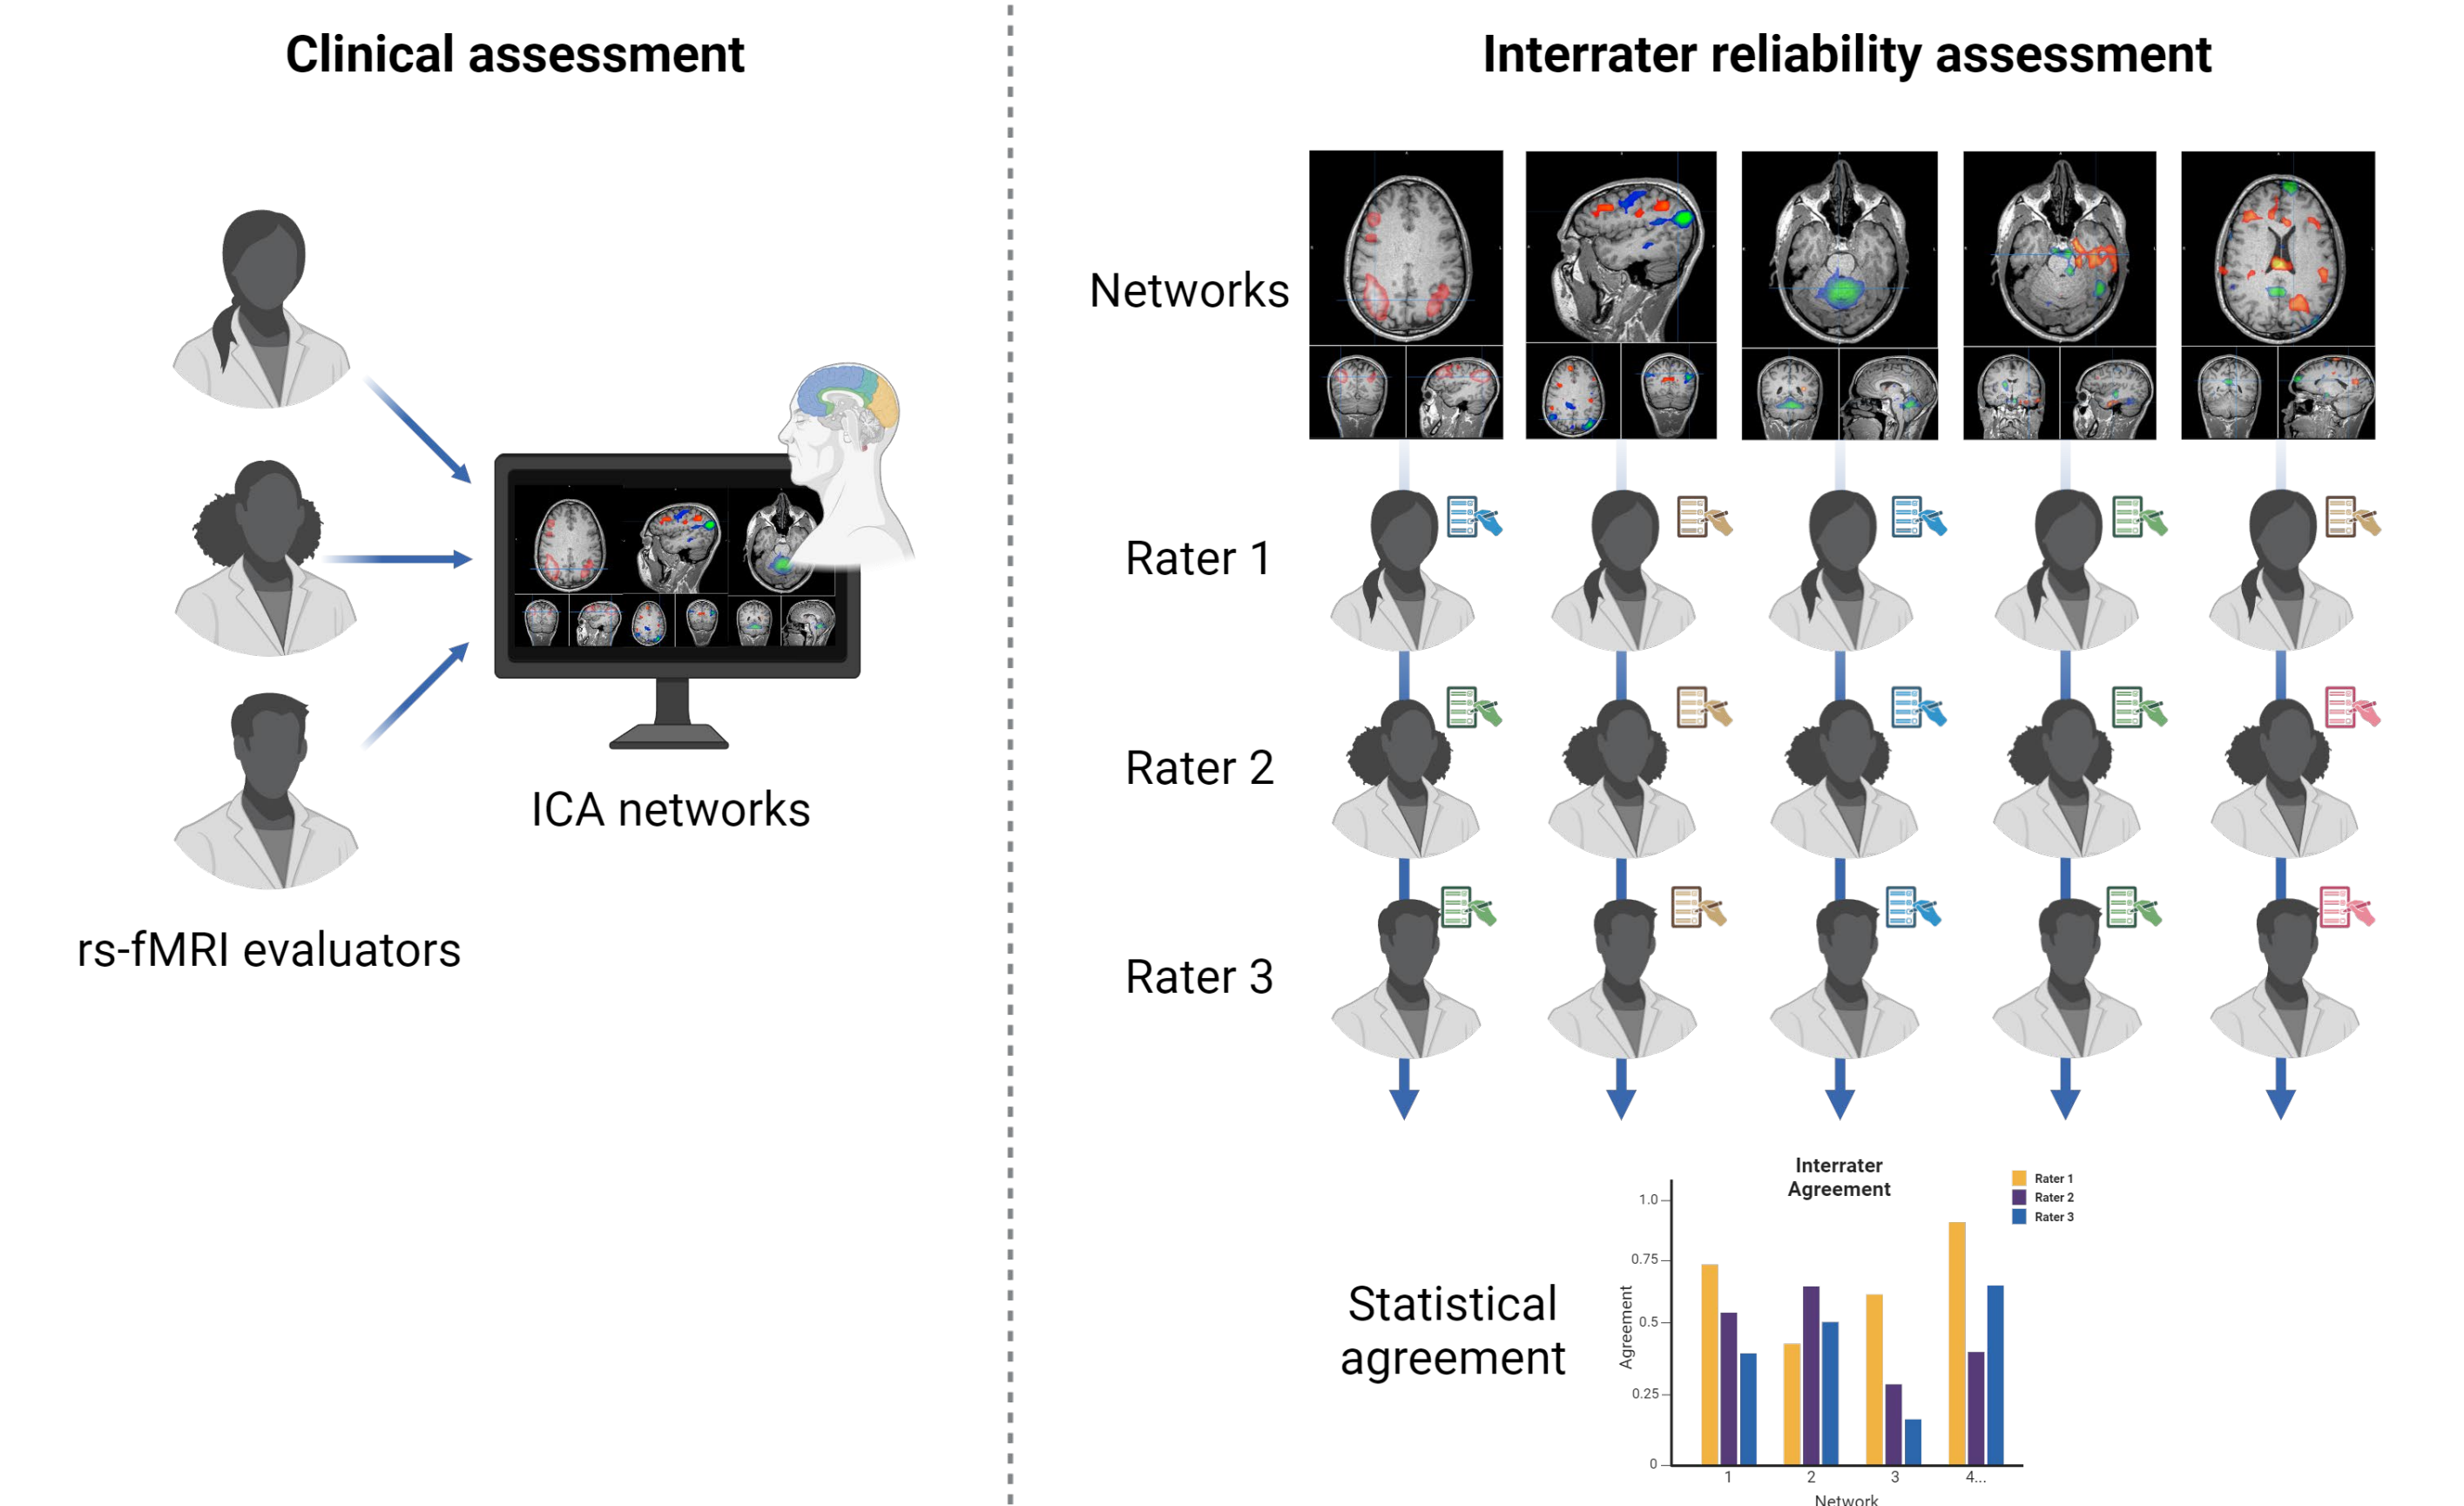 Clinical assessment
rs-fMRI evaluators
ICA networks
Interrater reliability assessment
Networks
Rater 1
Rater 2
Rater 3
Statistical
agreement
Interrater
Agreement
Rater 1
Rater 2
Rater 3
Agreement
1.0
0.75
0.5
0.25
0
1
2
3
4...
Network